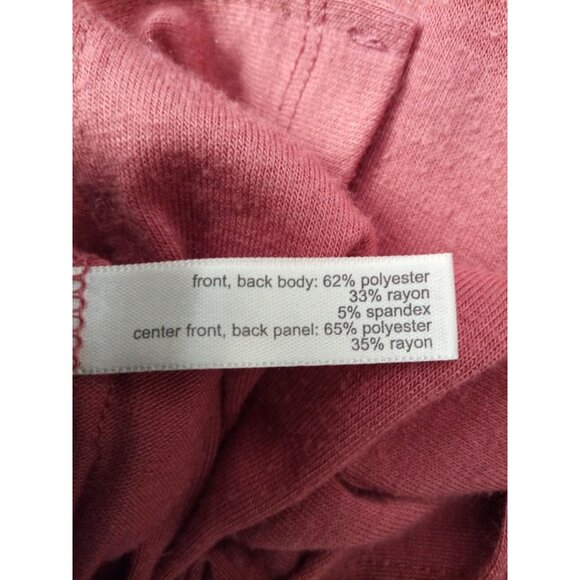 front, back body: 62% polyester
33% rayon
5% spandex
center front, back panel: 65% polyester
35% rayon